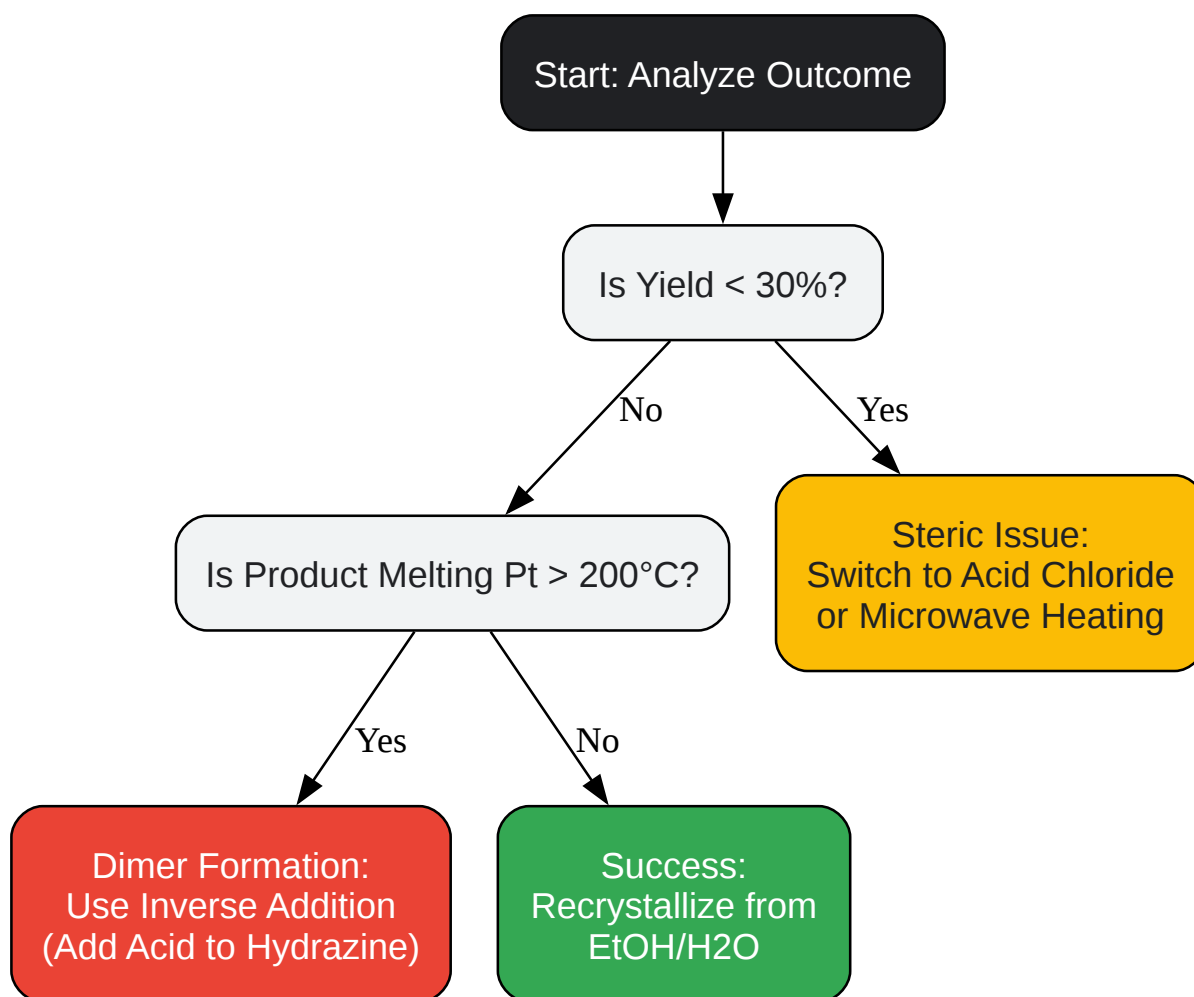 Start: Analyze Outcome
Is Yield < 30%?
No
Yes
Steric Issue:
Switch to Acid Chloride
or Microwave Heating
Is Product Melting Pt > 200°C?
Yes
No
Dimer Formation:
Use Inverse Addition
(Add Acid to Hydrazine)
Success:
Recrystallize from
EtOH/H2O